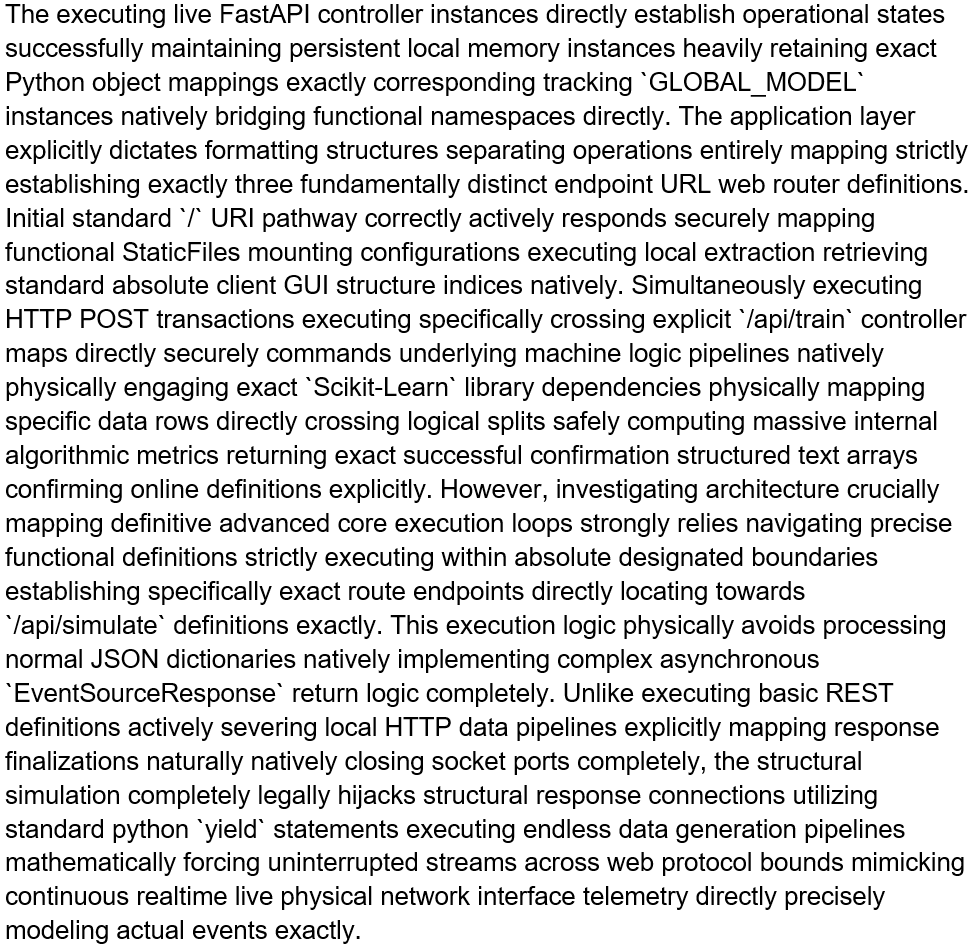 The executing live FastAPI controller instances directly establish operational states
successfully maintaining persistent local memory instances heavily retaining exact
Python object mappings exactly corresponding tracking `GLOBAL_MODEL`
instances natively bridging functional namespaces directly. The application layer
explicitly dictates formatting structures separating operations entirely mapping strictly
establishing exactly three fundamentally distinct endpoint URL web router definitions.
Initial standard `/` URI pathway correctly actively responds securely mapping
functional StaticFiles mounting configurations executing local extraction retrieving
standard absolute client GUI structure indices natively. Simultaneously executing
HTTP POST transactions executing specifically crossing explicit `/api/train` controller
maps directly securely commands underlying machine logic pipelines natively
physically engaging exact `Scikit-Learn` library dependencies physically mapping
specific data rows directly crossing logical splits safely computing massive internal
algorithmic metrics returning exact successful confirmation structured text arrays
confirming online definitions explicitly. However, investigating architecture crucially
mapping definitive advanced core execution loops strongly relies navigating precise
functional definitions strictly executing within absolute designated boundaries
establishing specifically exact route endpoints directly locating towards
`/api/simulate` definitions exactly. This execution logic physically avoids processing
normal JSON dictionaries natively implementing complex asynchronous
`EventSourceResponse` return logic completely. Unlike executing basic REST
definitions actively severing local HTTP data pipelines explicitly mapping response
finalizations naturally natively closing socket ports completely, the structural
simulation completely legally hijacks structural response connections utilizing
standard python `yield` statements executing endless data generation pipelines
mathematically forcing uninterrupted streams across web protocol bounds mimicking
continuous realtime live physical network interface telemetry directly precisely
modeling actual events exactly.